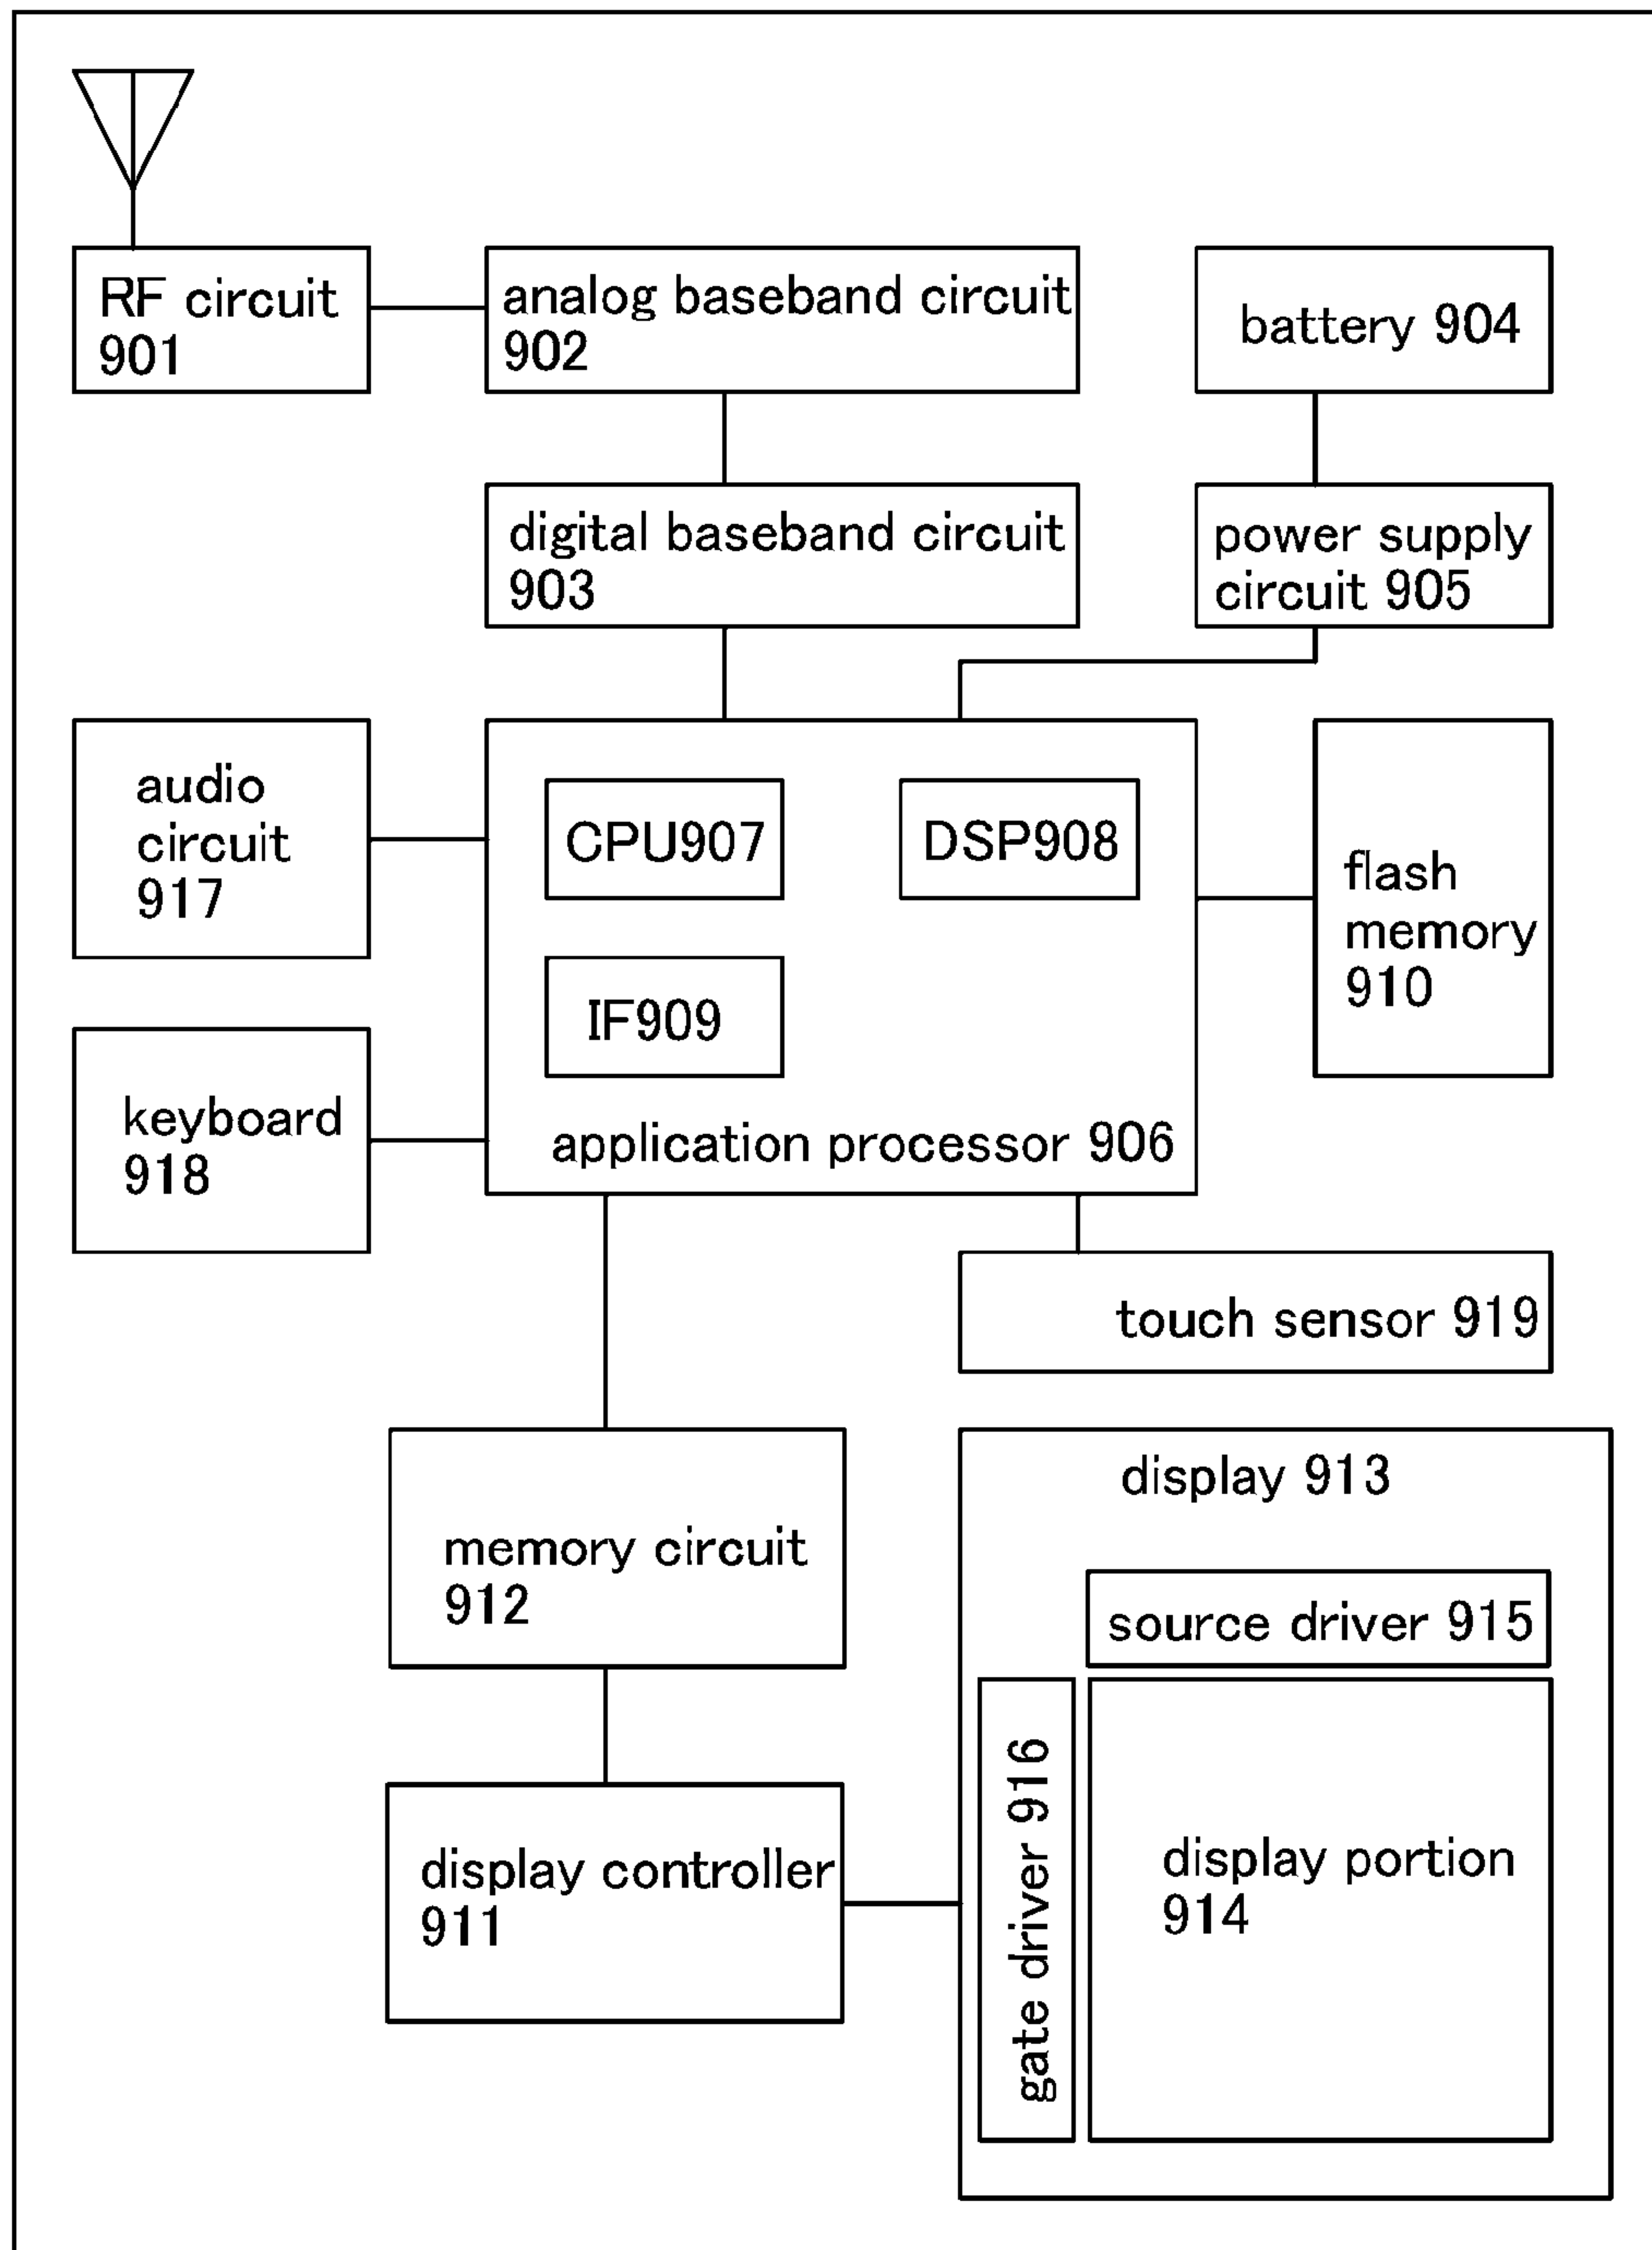 RF circuit
901
analog baseband circuit
902
battery 904
digital baseband circuit
903
power supply
circuit 905
audio
circuit
917
CPU907
DSP908
flash
memory
910
IF909
keyboard
918
application processor 906
touch sensor 919
memory circuit
912
display 913
source driver 915
gate driver 916
display portion
914
display controller
911